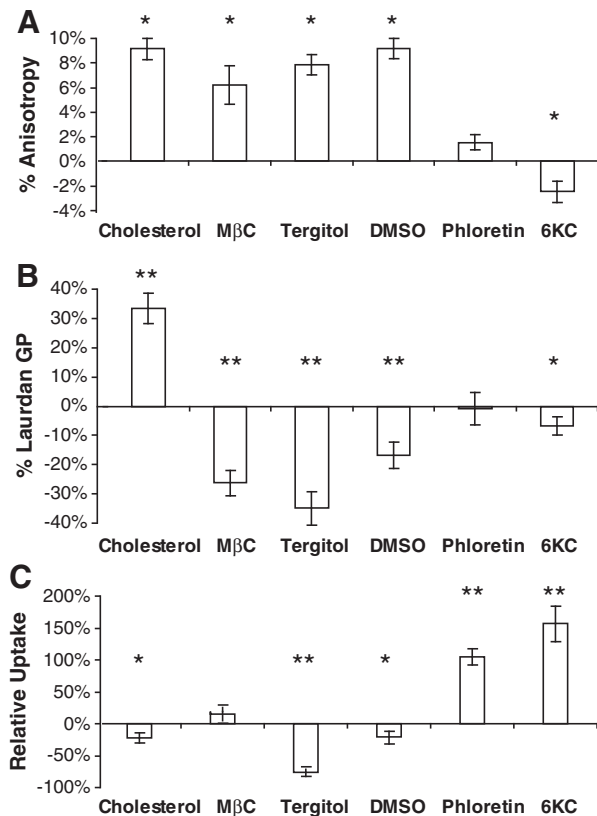 A
% Anisotropy
10%
8%
6%
4%
2%
0%
-2%
-4%
* * * * *
Cholesterol MβC Tergitol DMSO Phloretin 6KC
B
% Laurdan GP
40%
30%
20%
10%
0%
-10%
-20%
-30%
-40%
** ** ** ** *
Cholesterol MβC Tergitol DMSO Phloretin 6KC
C
Relative Uptake
200%
150%
100%
50%
0%
-50%
-100%
* ** * ** **
Cholesterol MβC Tergitol DMSO Phloretin 6KC